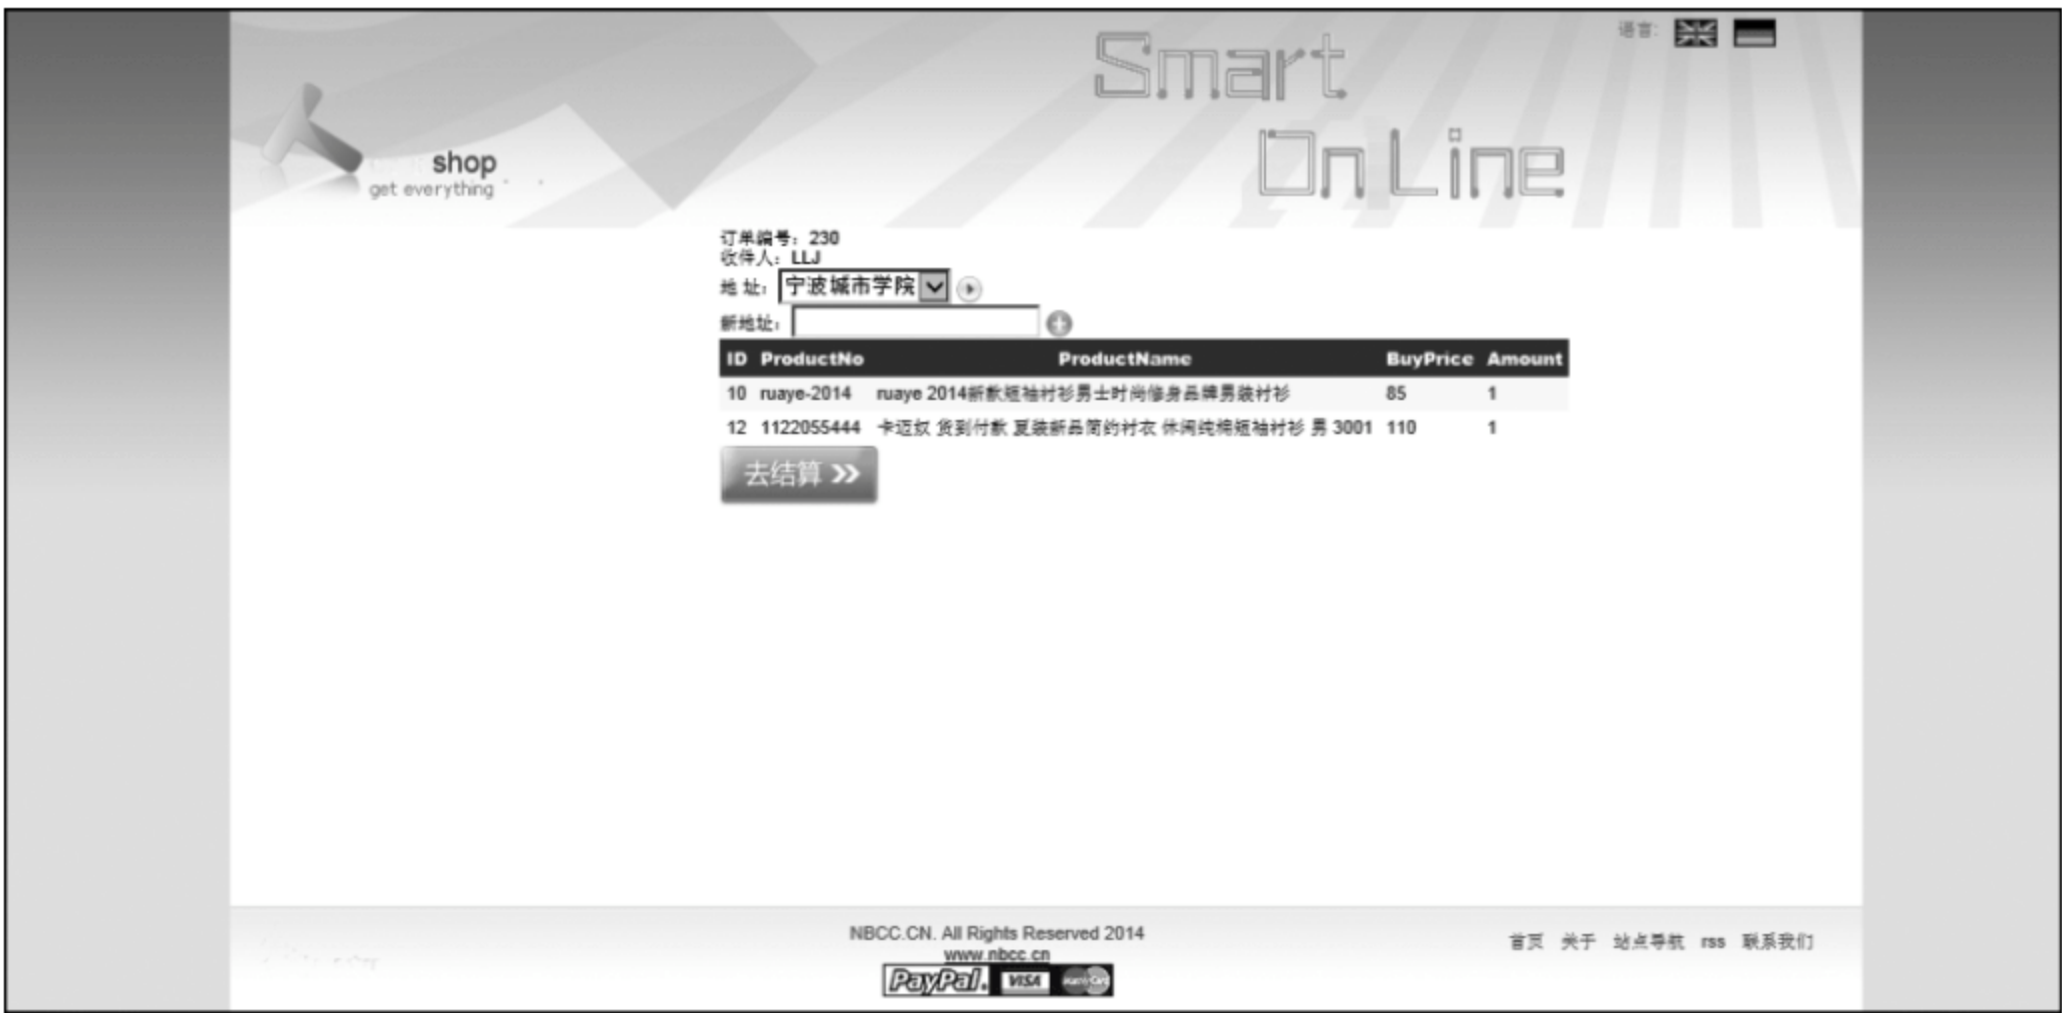 语言:
Smart
OnLine
shop
get everything
订单编号：230
收件人：LLJ
地 址： 宁波城市学院
新地址：
ID ProductNo ProductName BuyPrice Amount
10 ruaye-2014 ruaye 2014新款短袖衬衫男士时尚修身品牌男装衬衫 85 1
12 1122055444 卡迈奴 货到付款 夏装新品简约衬衣 休闲纯棉短袖衬衫 男 3001 110 1
去结算 >>
NBCC.CN. All Rights Reserved 2014
www.nbcc.cn
首页 关于 站点导航 rss 联系我们
PayPal. VISA MasterCard